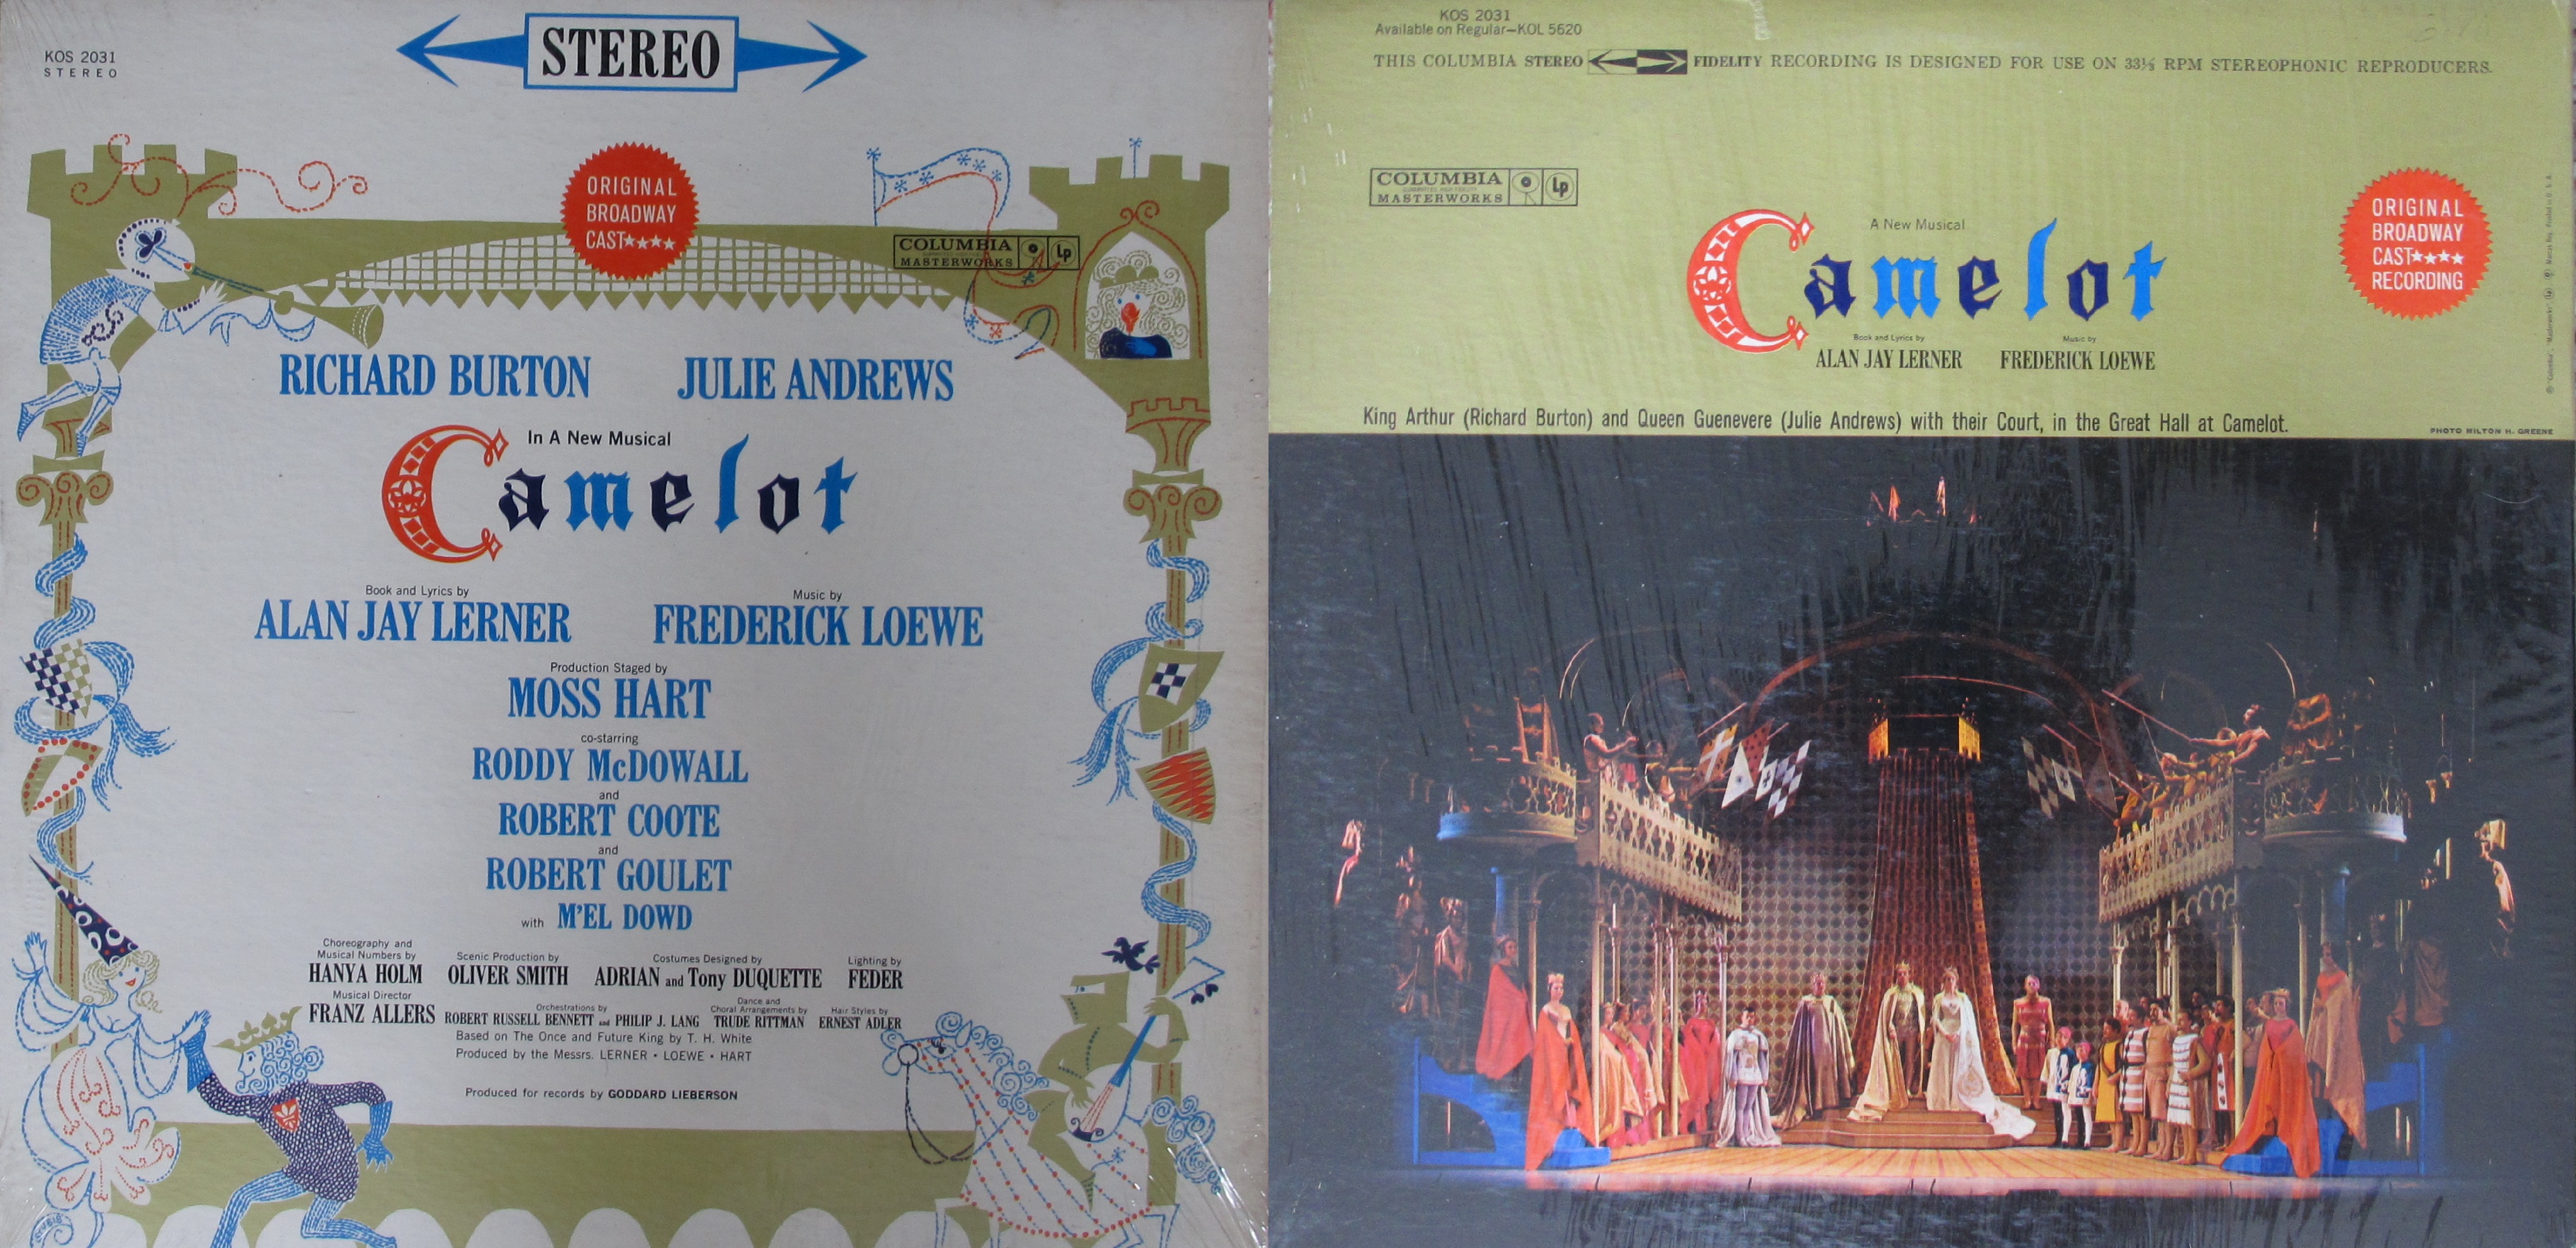 KOS 2031
STEREO
STEREO
ORIGINAL
BROADWAY
CAST★★★★
COLUMBIA
MASTERWORKS
Lp
RICHARD BURTON JULIE ANDREWS
In A New Musical
Camelot
Book and Lyrics by Music by
ALAN JAY LERNER FREDERICK LOEWE
Production Staged by
MOSS HART
co-starring
RODDY McDOWALL
and
ROBERT COOTE
and
ROBERT GOULET
with M'EL DOWD
Choreography and
Musical Numbers by
HANYA HOLM
Scenic Production by
OLIVER SMITH
Costumes Designed by
ADRIAN and Tony DUQUETTE
Lighting by
FEDER
Musical Director
FRANZ ALLERS
Orchestrations by
ROBERT RUSSELL BENNETT and PHILIP J. LANG
Dance and
Choral Arrangements by
TRUDE RITTMAN
Hair Styles by
ERNEST ADLER
Based on The Once and Future King by T. H. White
Produced by the Messrs. LERNER • LOEWE • HART
Produced for records by GODDARD LIEBERSON
KOS 2031
Available on Regular—KOL 5620
THIS COLUMBIA STEREO FIDELITY RECORDING IS DESIGNED FOR USE ON 33⅓ RPM STEREOPHONIC REPRODUCERS.
COLUMBIA
MASTERWORKS
Lp
A New Musical
Camelot
Book and Lyrics by Music by
ALAN JAY LERNER FREDERICK LOEWE
ORIGINAL
BROADWAY
CAST★★★★
RECORDING
King Arthur (Richard Burton) and Queen Guenevere (Julie Andrews) with their Court, in the Great Hall at Camelot.
PHOTO MILTON H. GREENE